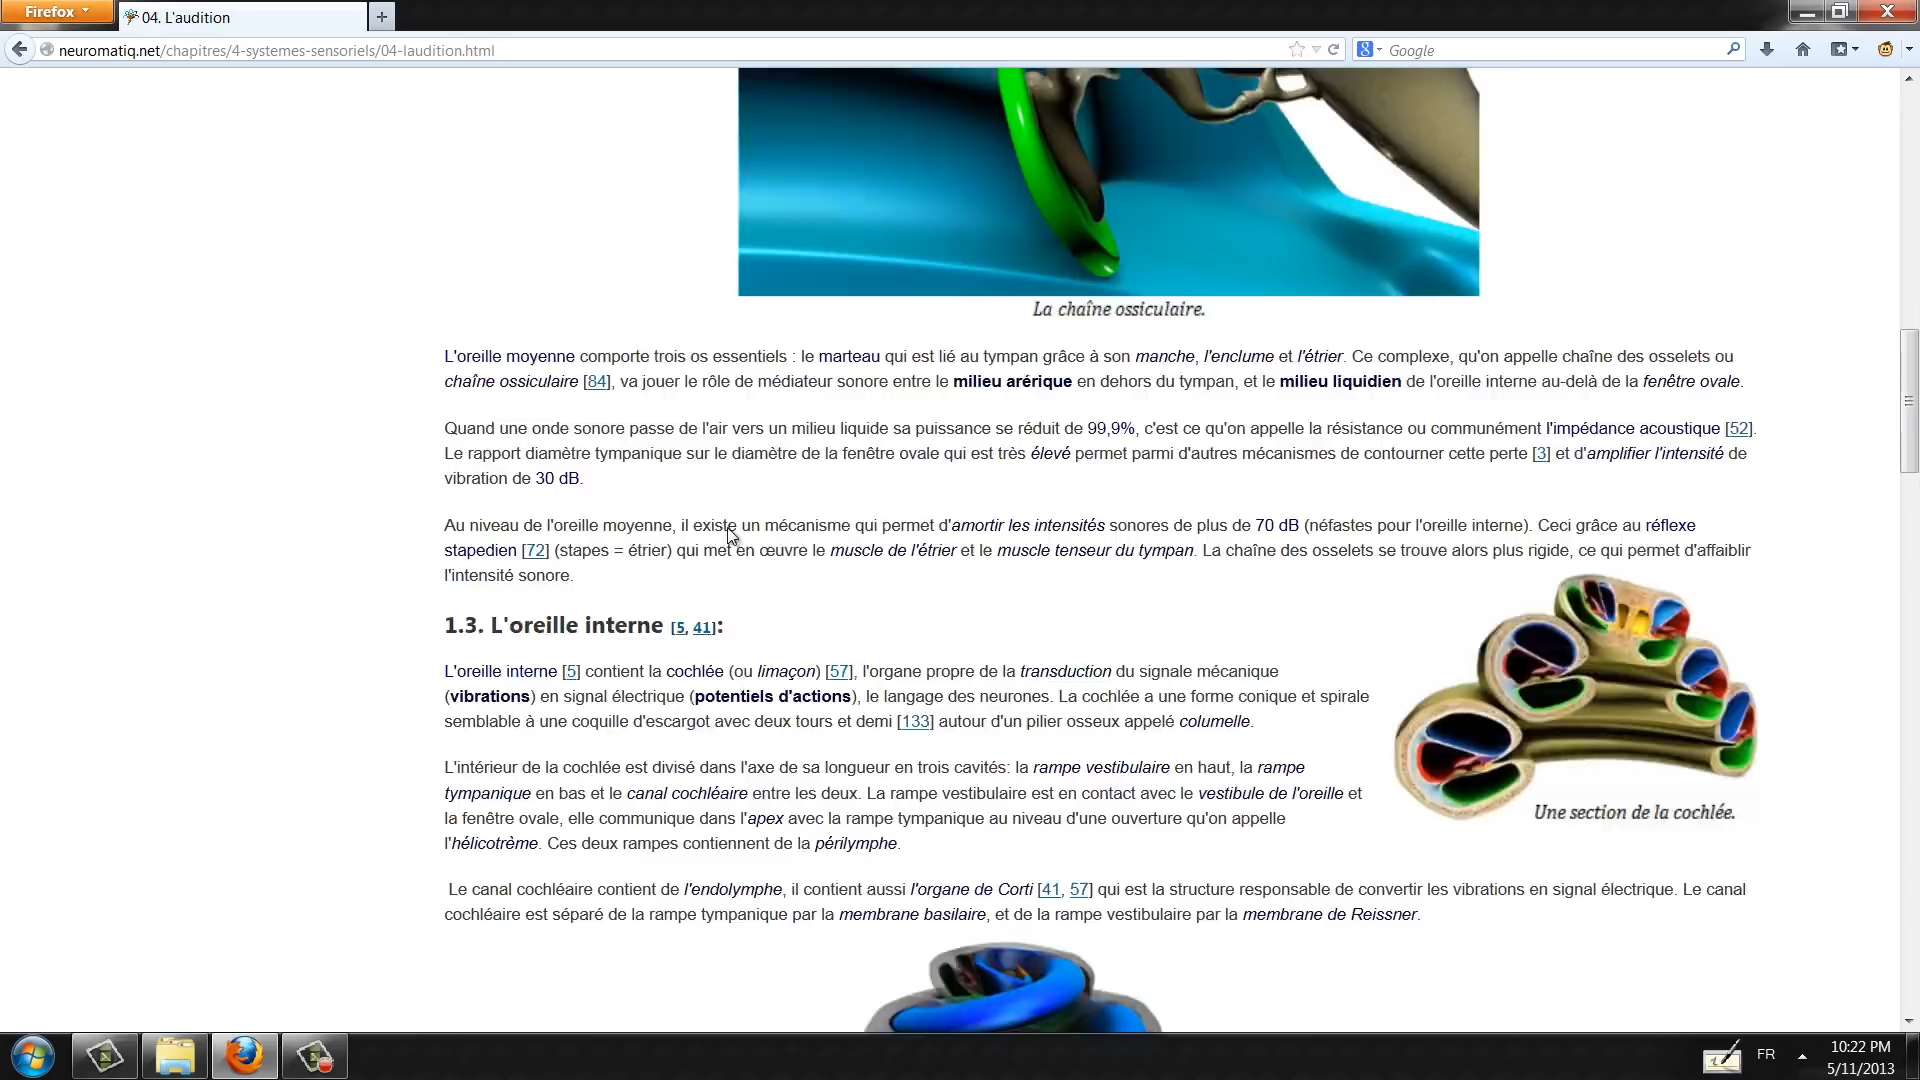 Firefox
04. L'audition
neuromatiq.net/chapitres/4-systemes-sensoriels/04-laudition.html
Google
La chaîne ossiculaire.
L'oreille moyenne comporte trois os essentiels : le marteau qui est lié au tympan grâce à son manche, l'enclume et l'étrier. Ce complexe, qu'on appelle chaîne des osselets ou
chaîne ossiculaire [84], va jouer le rôle de médiateur sonore entre le milieu arérique en dehors du tympan, et le milieu liquidien de l'oreille interne au-delà de la fenêtre ovale.
Quand une onde sonore passe de l'air vers un milieu liquide sa puissance se réduit de 99,9%, c'est ce qu'on appelle la résistance ou communément l'impédance acoustique [52].
Le rapport diamètre tympanique sur le diamètre de la fenêtre ovale qui est très élevé permet parmi d'autres mécanismes de contourner cette perte [3] et d'amplifier l'intensité de
vibration de 30 dB.
Au niveau de l'oreille moyenne, il existe un mécanisme qui permet d'amortir les intensités sonores de plus de 70 dB (néfastes pour l'oreille interne). Ceci grâce au réflexe
stapedien [72] (stapes = étrier) qui met en œuvre le muscle de l'étrier et le muscle tenseur du tympan. La chaîne des osselets se trouve alors plus rigide, ce qui permet d'affaiblir
l'intensité sonore.
1.3. L'oreille interne [5, 41]:
L'oreille interne [5] contient la cochlée (ou limaçon) [57], l'organe propre de la transduction du signale mécanique
(vibrations) en signal électrique (potentiels d'actions), le langage des neurones. La cochlée a une forme conique et spirale
semblable à une coquille d'escargot avec deux tours et demi [133] autour d'un pilier osseux appelé columelle.
L'intérieur de la cochlée est divisé dans l'axe de sa longueur en trois cavités: la rampe vestibulaire en haut, la rampe
tympanique en bas et le canal cochléaire entre les deux. La rampe vestibulaire est en contact avec le vestibule de l'oreille et
la fenêtre ovale, elle communique dans l'apex avec la rampe tympanique au niveau d'une ouverture qu'on appelle
l'hélicotrème. Ces deux rampes contiennent de la périlymphe.
Une section de la cochlée.
Le canal cochléaire contient de l'endolymphe, il contient aussi l'organe de Corti [41, 57] qui est la structure responsable de convertir les vibrations en signal électrique. Le canal
cochléaire est séparé de la rampe tympanique par la membrane basilaire, et de la rampe vestibulaire par la membrane de Reissner.
FR
10:22 PM
5/11/2013